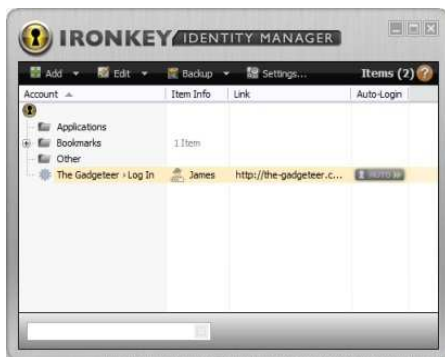 IRONKEY IDENTITY MANAGER
Add Edit Backup Settings... Items (2) ?
Account Item Info Link Auto-Login
Applications
Bookmarks 1 Item
Other
The Gadgeteer › Log In James http://the-gadgeteer.c... AUTO